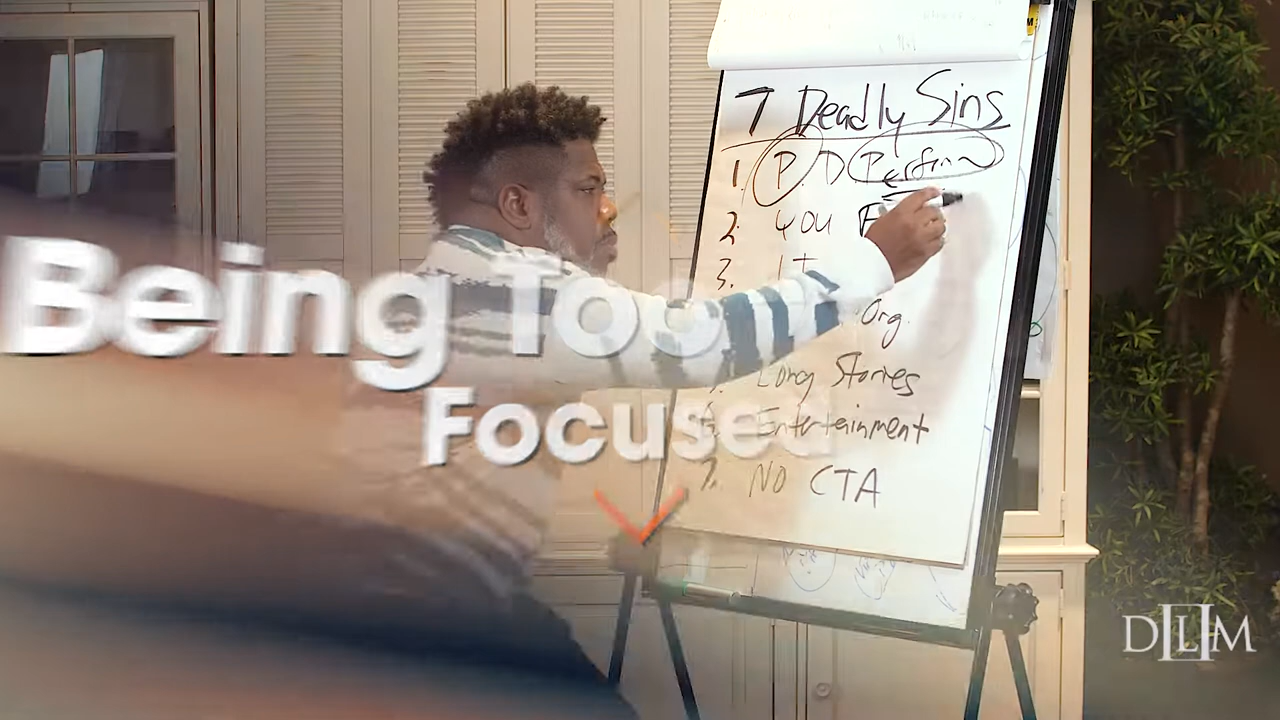 7 Deadly Sins
1. P. D Perform
2. YOU
3. IT
Org.
Long Stories
Entertainment
7. NO CTA
Being Too
Focused
DLM